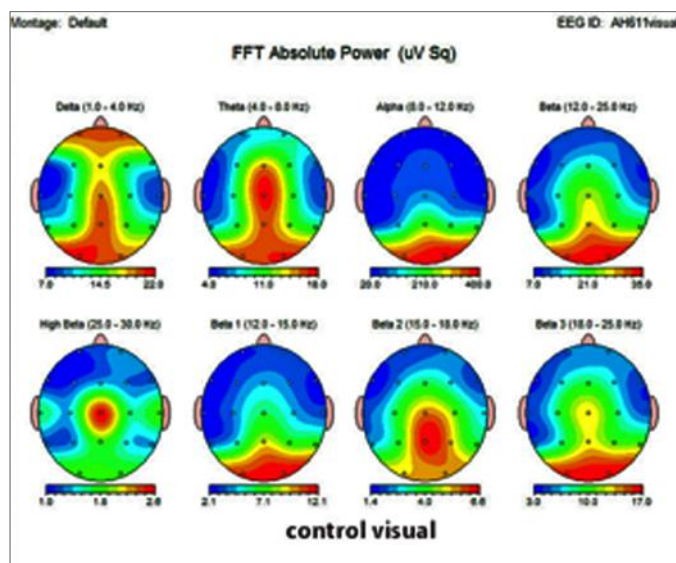 Montage: Default EEG ID: AH611visual
FFT Absolute Power (uV Sq)
Delta (1.0 - 4.0 Hz) Theta (4.0 - 8.0 Hz) Alpha (8.0 - 12.0 Hz) Beta (12.0 - 25.0 Hz)
7.0 14.5 22.0 4.0 11.0 18.0 20.0 210.0 400.0 7.0 21.0 35.0
High Beta (25.0 - 30.0 Hz) Beta 1 (12.0 - 15.0 Hz) Beta 2 (15.0 - 18.0 Hz) Beta 3 (18.0 - 25.0 Hz)
1.0 1.8 2.6 2.1 7.1 12.1 1.4 4.0 6.6 3.0 10.0 17.0
control visual